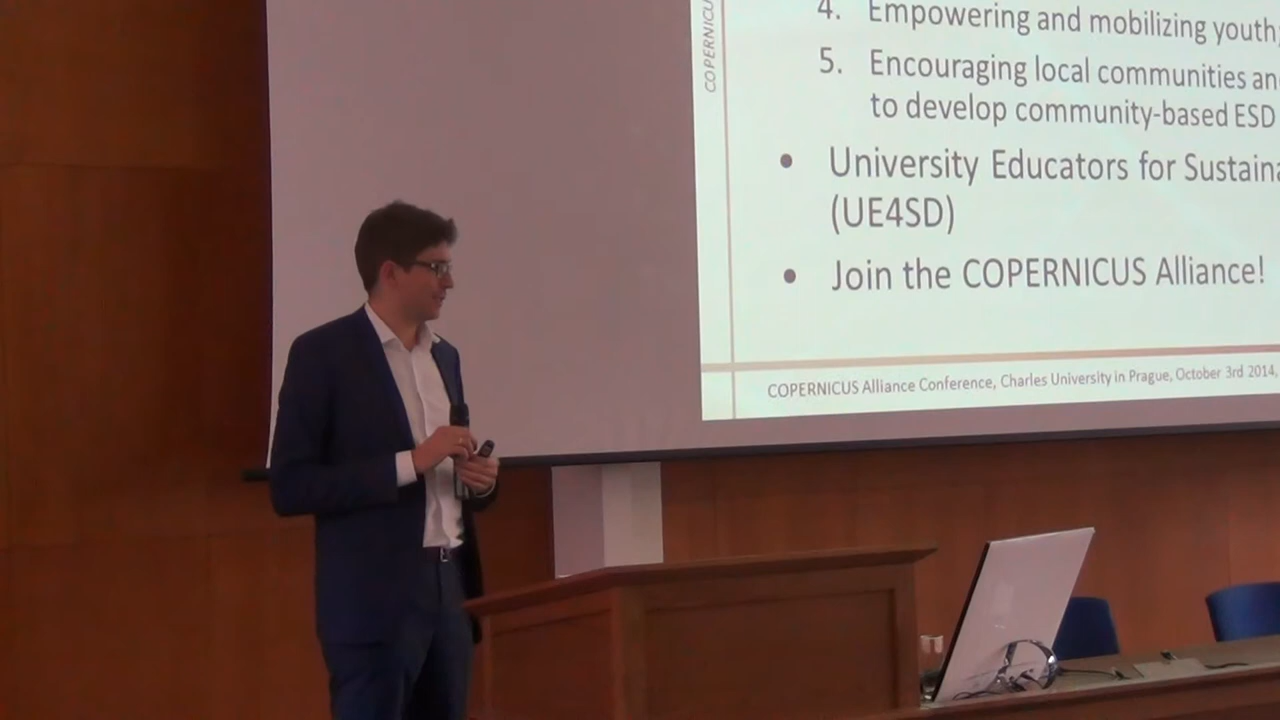 COPERNICU
4. Empowering and mobilizing youth;
5. Encouraging local communities an
to develop community-based ESD
• University Educators for Sustaina
(UE4SD)
• Join the COPERNICUS Alliance!
COPERNICUS Alliance Conference, Charles University in Prague, October 3rd 2014,